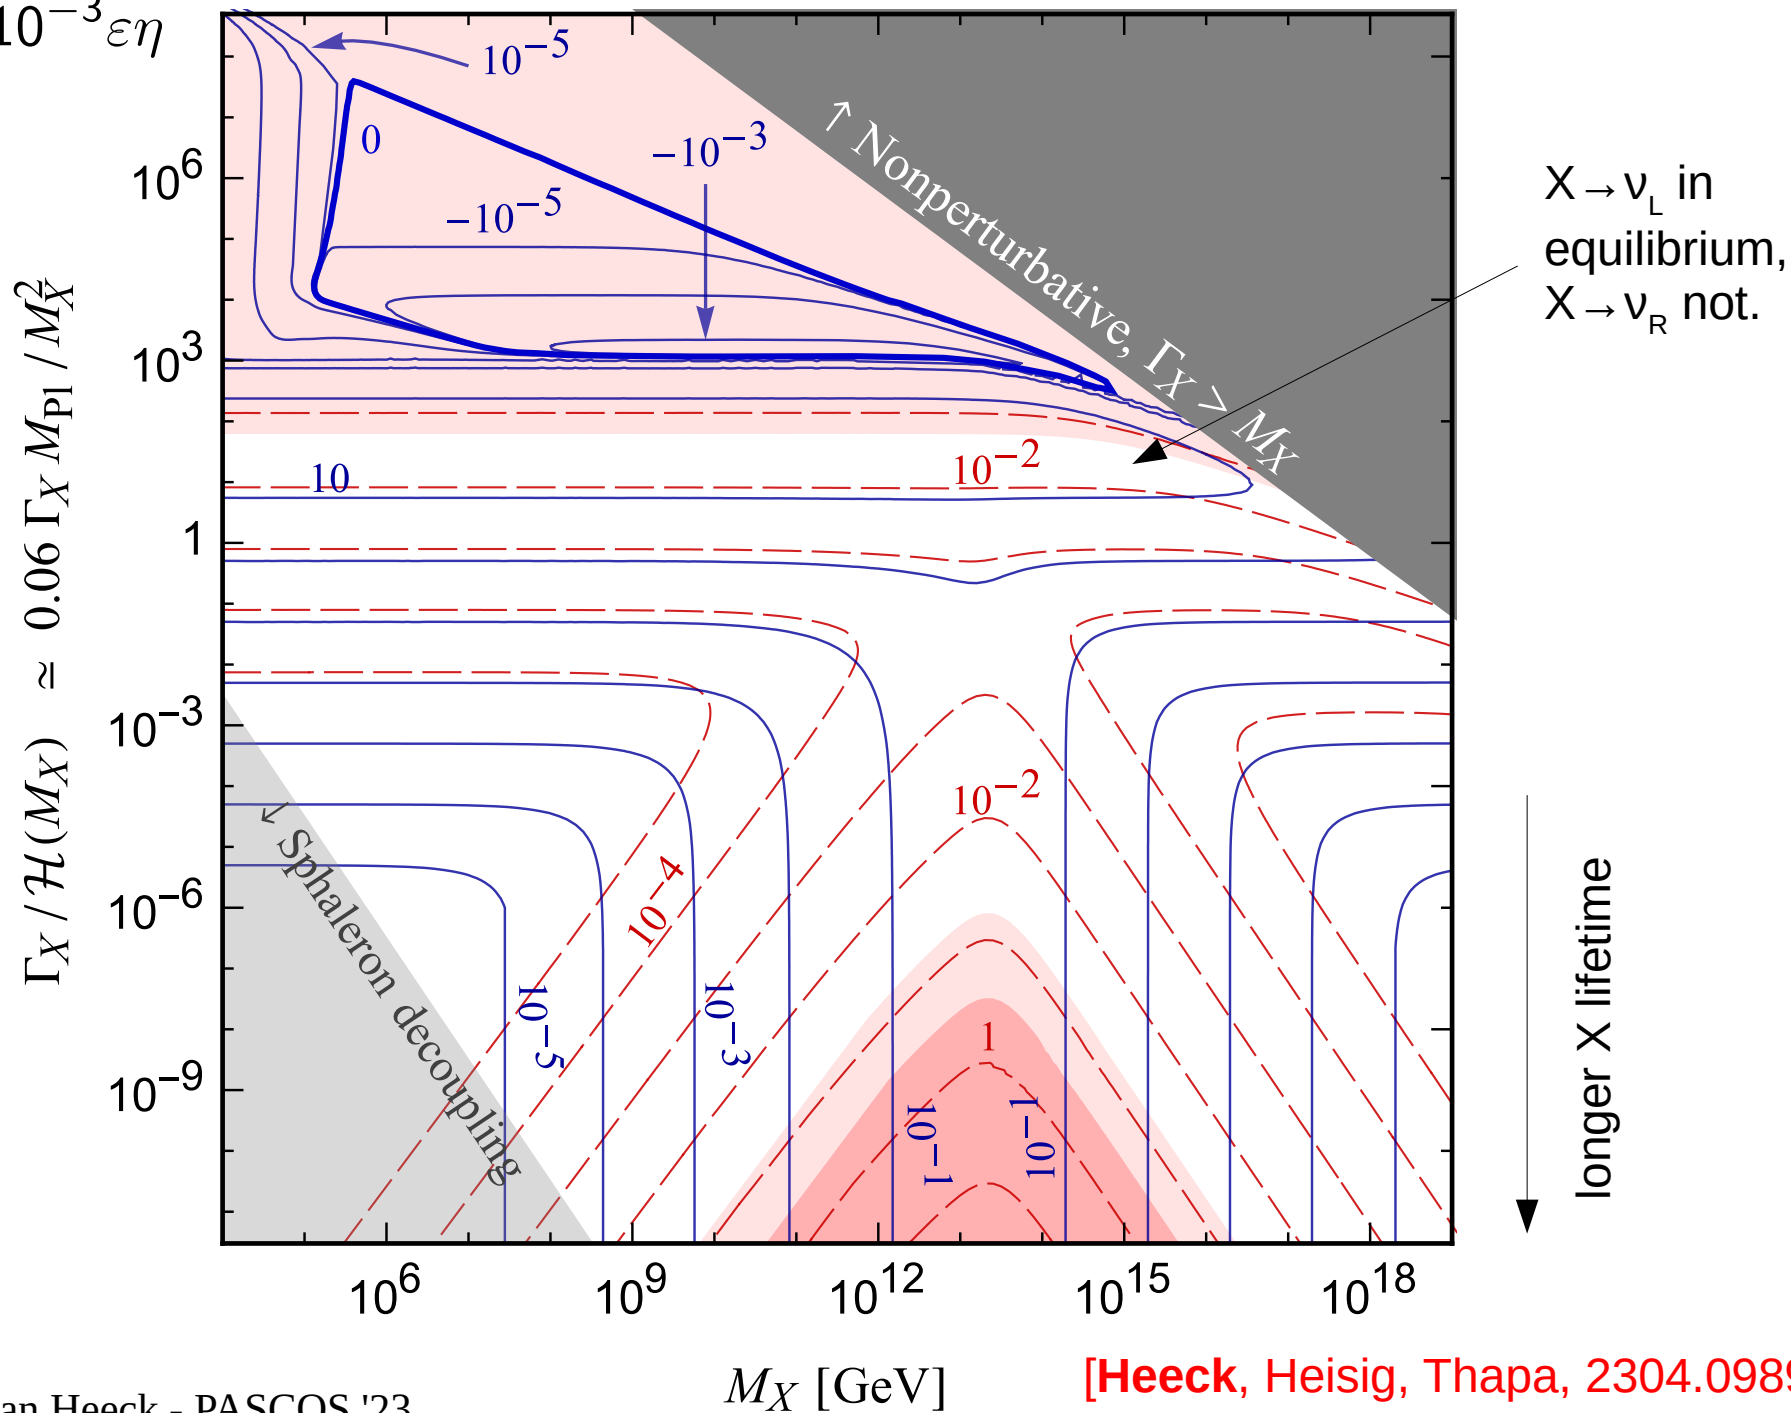 10⁻³εη
10⁻⁵
0
−10⁻³
−10⁻⁵
↑ Nonperturbative, Γ_X > M_X
X→ν_L in
equilibrium,
X→ν_R not.
10⁶
10³
1
10⁻³
10⁻⁶
10⁻⁹
Γ_X / ℋ(M_X) ≃ 0.06 Γ_X M_Pl / M_X²
10
10⁻²
10⁻²
10⁻⁴
↓ Sphaleron decoupling
10⁻⁵
10⁻³
1
10⁻¹
10⁻¹
longer X lifetime
10⁶ 10⁹ 10¹² 10¹⁵ 10¹⁸
M_X [GeV]
[Heeck, Heisig, Thapa, 2304.089
an Heeck - PASCOS '23